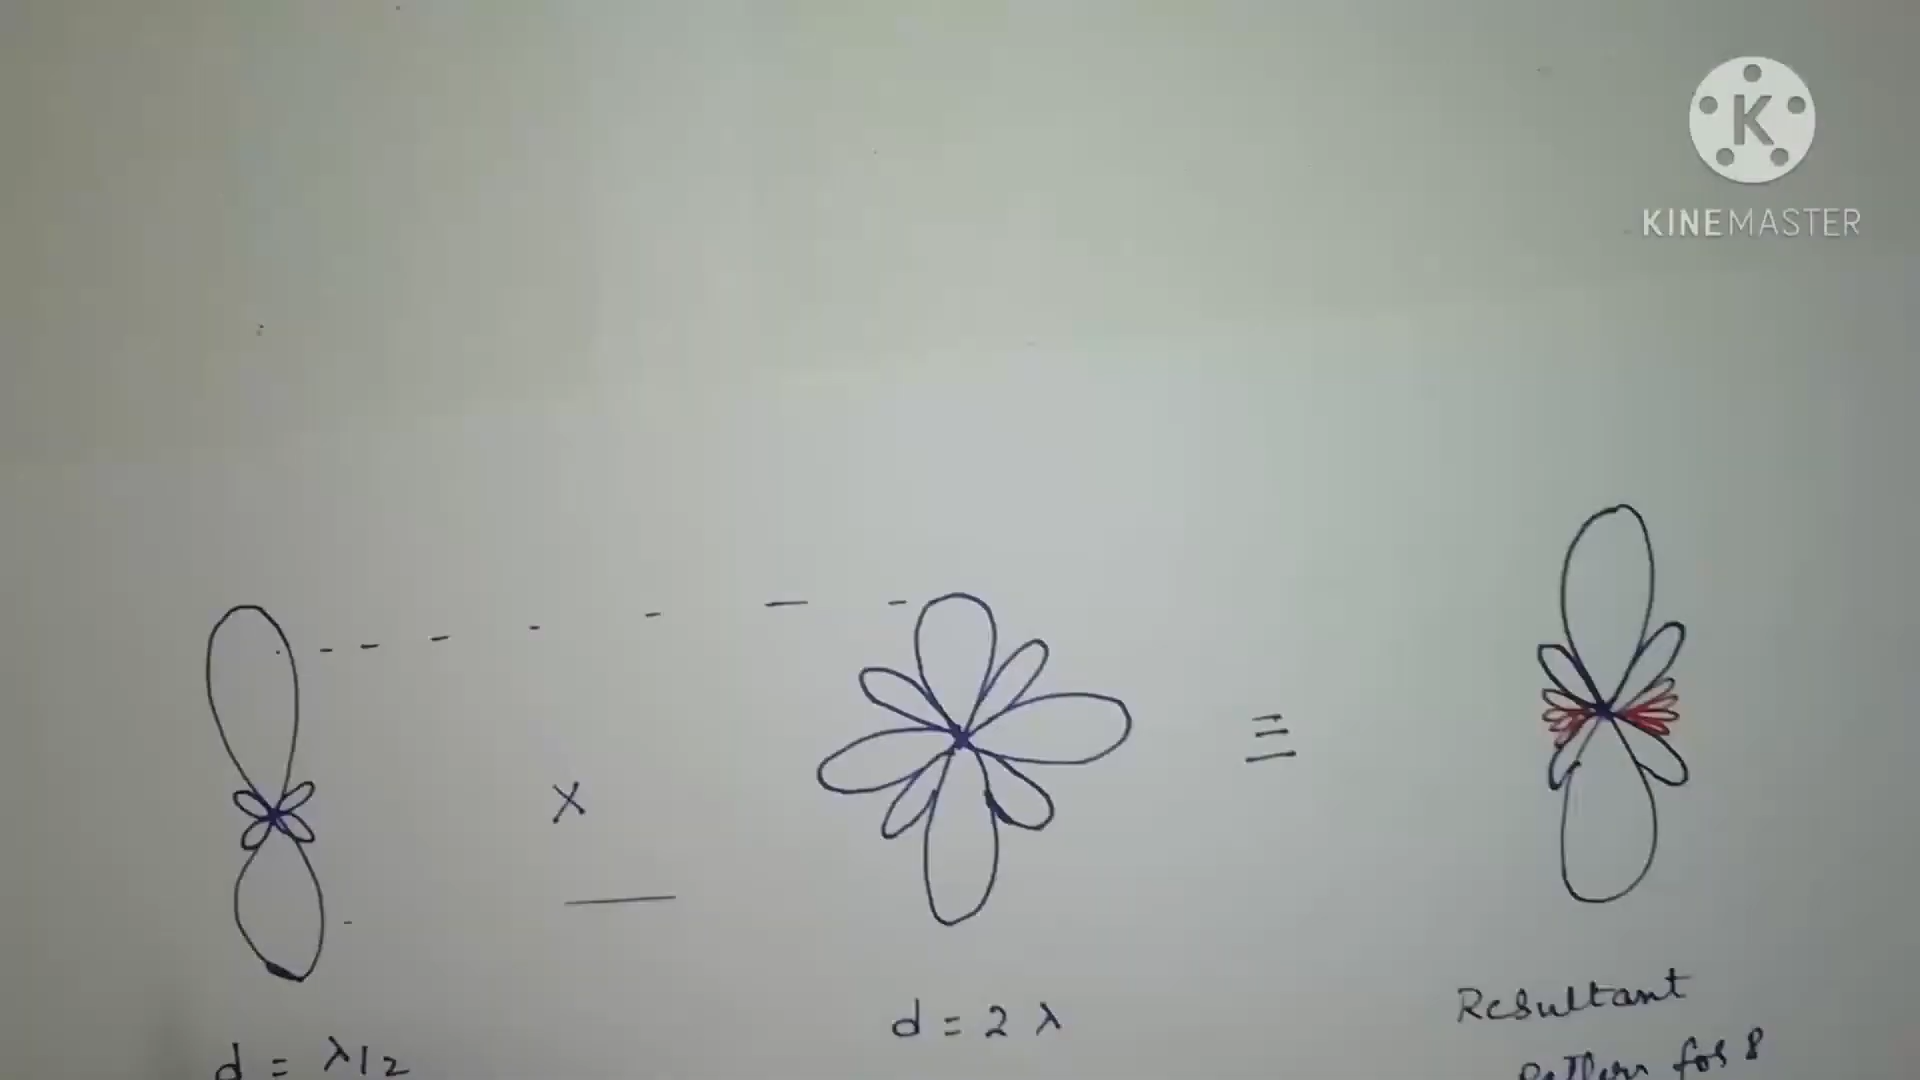 K
KINEMASTER
x
≡
d = λ/2
d = 2 λ
Resultant
Pattern for 8